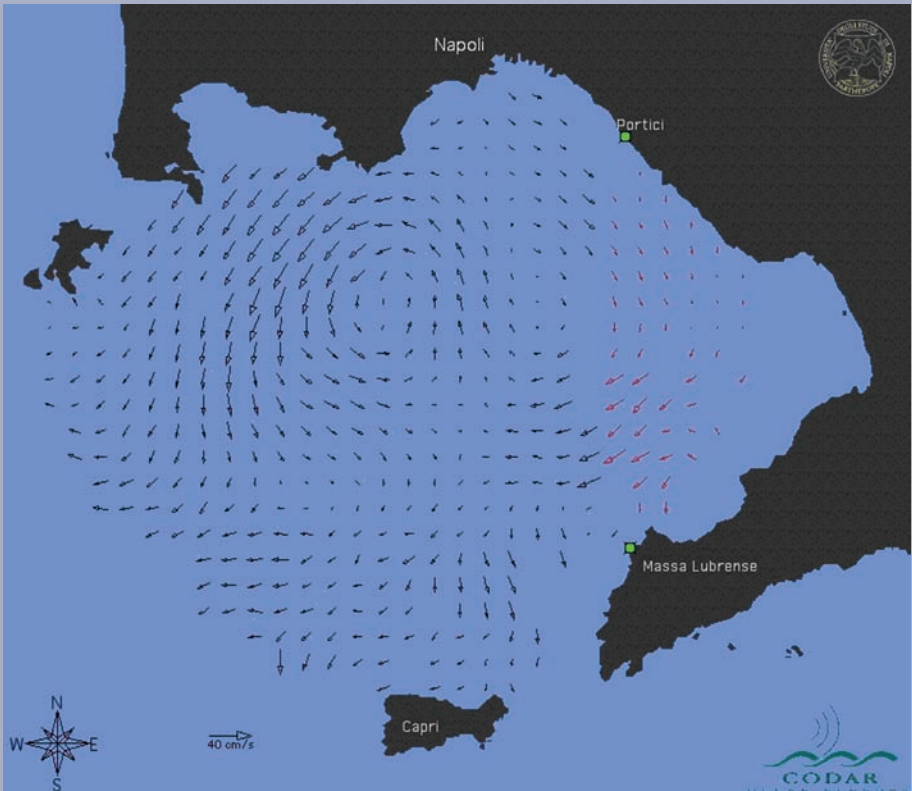 Napoli
Portici
Massa Lubrense
Capri
N
W E
S
40 cm/s
CODAR